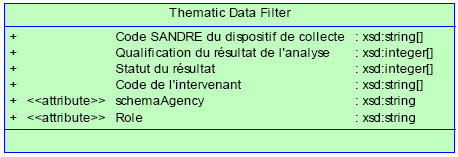 Thematic Data Filter
+ Code SANDRE du dispositif de collecte : xsd:string[]
+ Qualification du résultat de l'analyse : xsd:integer[]
+ Statut du résultat : xsd:integer[]
+ Code de l'intervenant : xsd:string[]
+ <<attribute>> schemaAgency : xsd:string
+ <<attribute>> Role : xsd:string